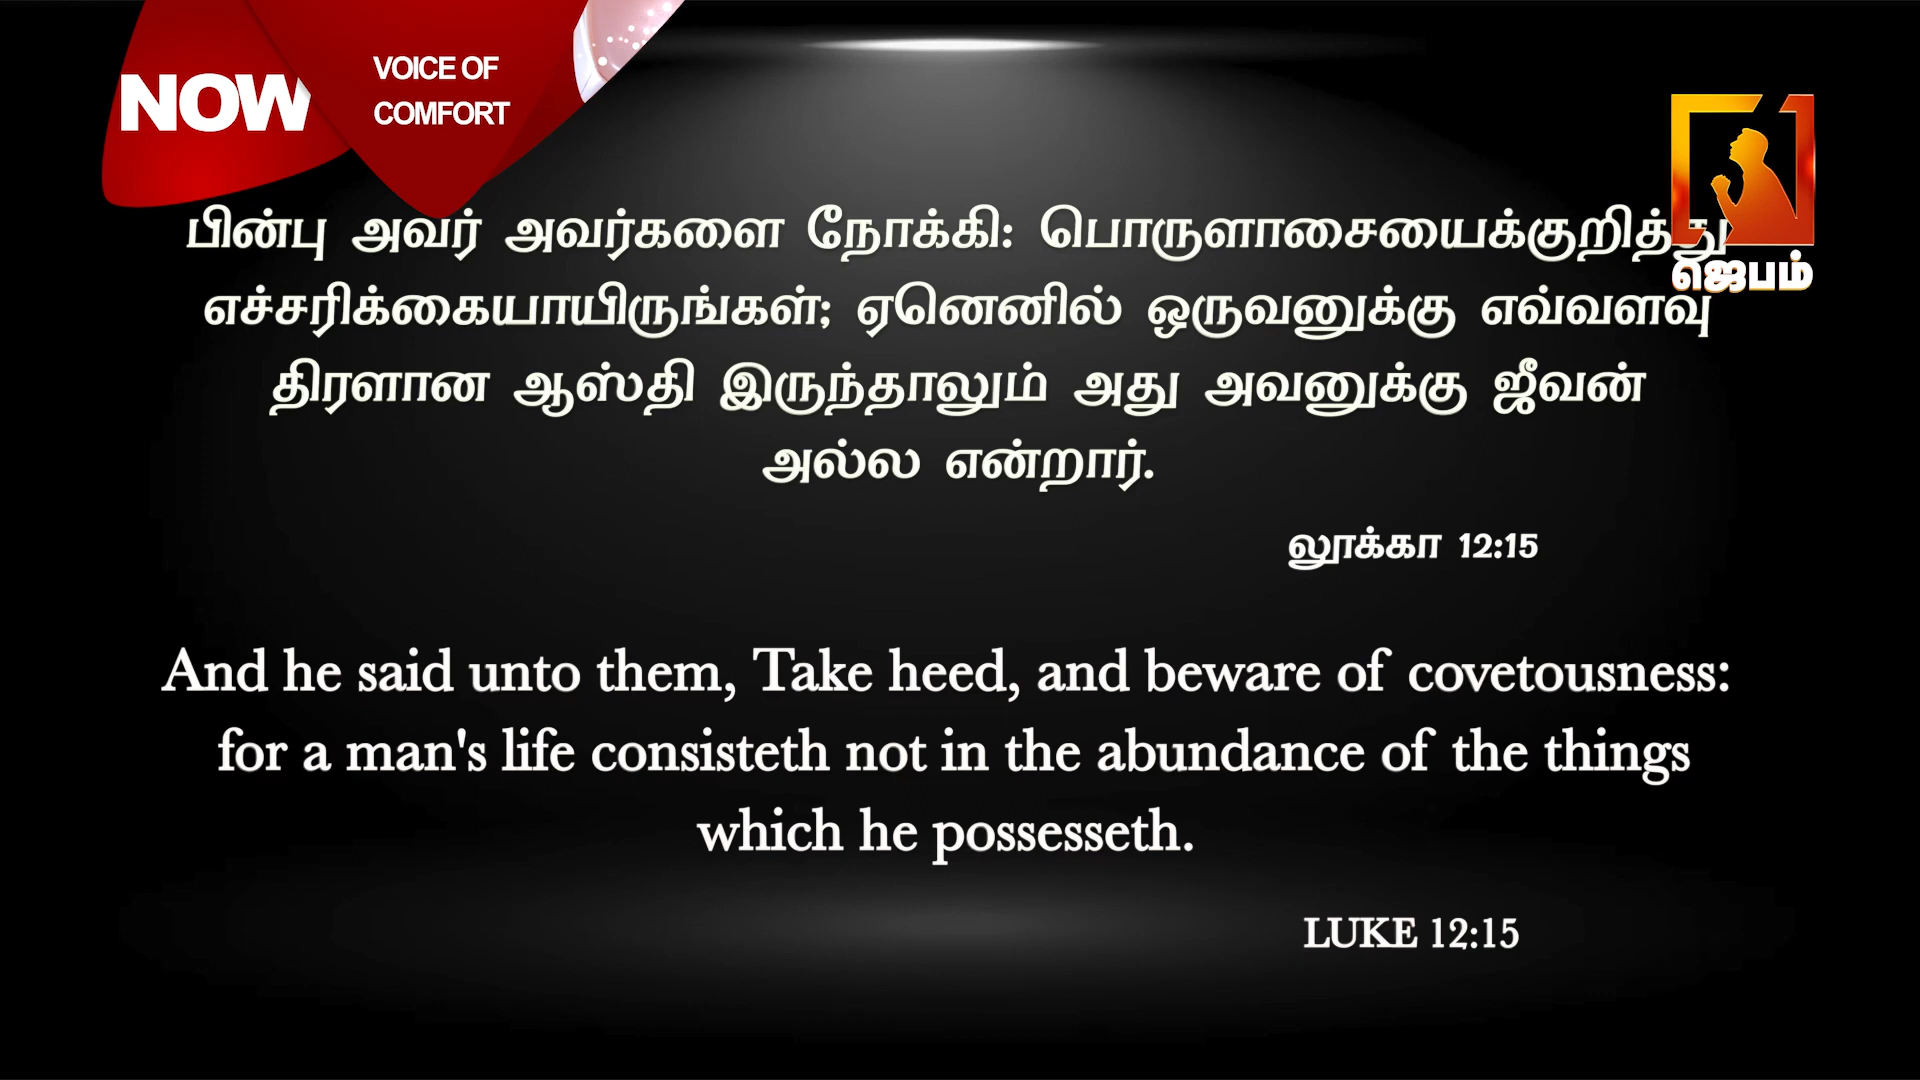 NOW
VOICE OF
COMFORT
பின்பு அவர் அவர்களை நோக்கி: பொருளாசையைக்குறித்து
ஜெபம்
எச்சரிக்கையாயிருங்கள்; ஏனெனில் ஒருவனுக்கு எவ்வளவு
திரளான ஆஸ்தி இருந்தாலும் அது அவனுக்கு ஜீவன்
அல்ல என்றார்.
லூக்கா 12:15
And he said unto them, Take heed, and beware of covetousness:
for a man's life consisteth not in the abundance of the things
which he possesseth.
LUKE 12:15